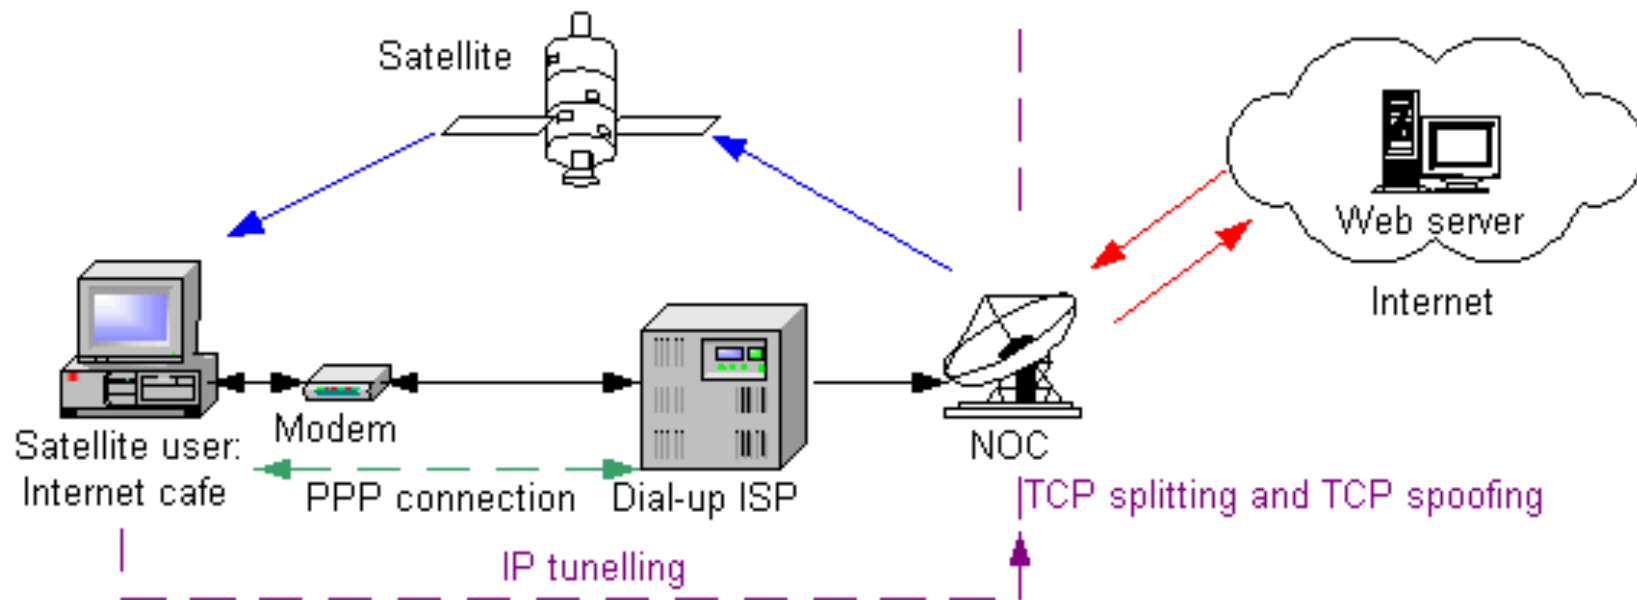 Satellite
Web server
Internet
Modem
NOC
Satellite user:
Internet cafe
PPP connection
Dial-up ISP
TCP splitting and TCP spoofing
IP tunelling